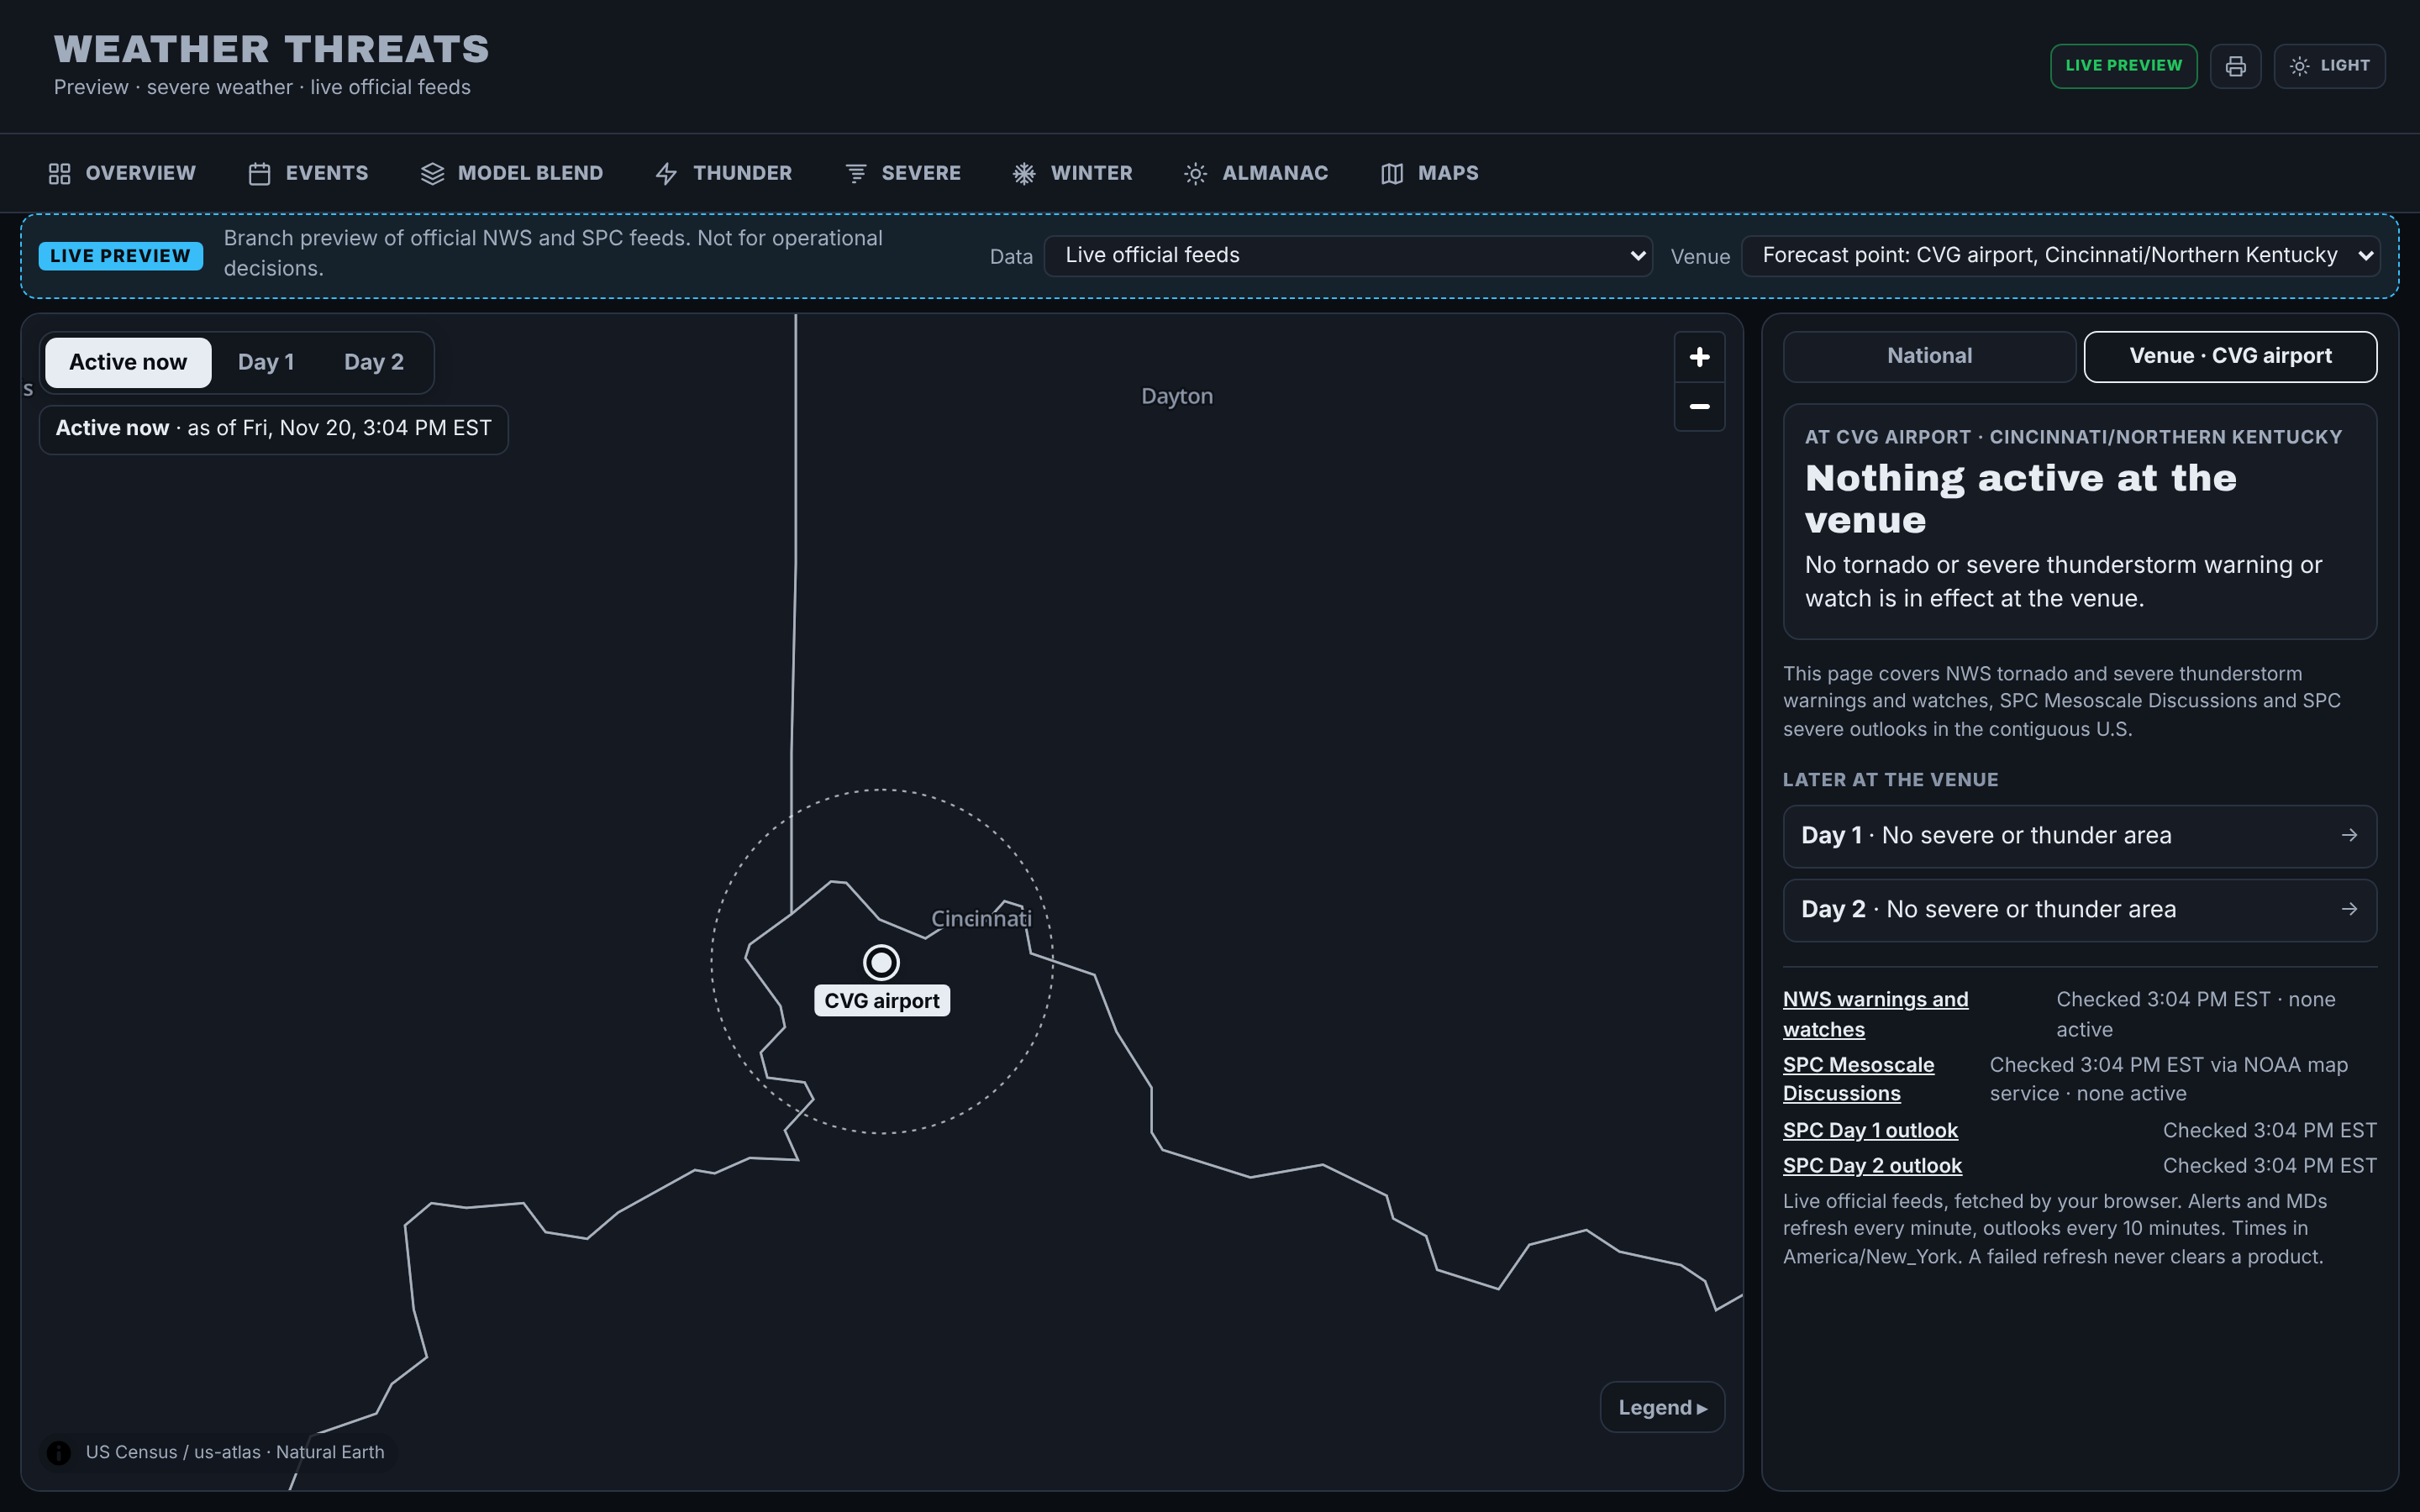 WEATHER THREATS
Preview · severe weather · live official feeds
LIVE PREVIEW
LIGHT
OVERVIEW
EVENTS
MODEL BLEND
THUNDER
SEVERE
WINTER
ALMANAC
MAPS
LIVE PREVIEW
Branch preview of official NWS and SPC feeds. Not for operational
decisions.
Data
Live official feeds
Venue
Forecast point: CVG airport, Cincinnati/Northern Kentucky
Active now
Day 1
Day 2
s
Active now · as of Fri, Nov 20, 3:04 PM EST
+
−
Dayton
Cincinnati
CVG airport
Legend ▸
US Census / us-atlas · Natural Earth
National
Venue · CVG airport
AT CVG AIRPORT · CINCINNATI/NORTHERN KENTUCKY
Nothing active at the
venue
No tornado or severe thunderstorm warning or
watch is in effect at the venue.
This page covers NWS tornado and severe thunderstorm
warnings and watches, SPC Mesoscale Discussions and SPC
severe outlooks in the contiguous U.S.
LATER AT THE VENUE
Day 1 · No severe or thunder area →
Day 2 · No severe or thunder area →
NWS warnings and
watches
Checked 3:04 PM EST · none
active
SPC Mesoscale
Discussions
Checked 3:04 PM EST via NOAA map
service · none active
SPC Day 1 outlook
Checked 3:04 PM EST
SPC Day 2 outlook
Checked 3:04 PM EST
Live official feeds, fetched by your browser. Alerts and MDs
refresh every minute, outlooks every 10 minutes. Times in
America/New_York. A failed refresh never clears a product.